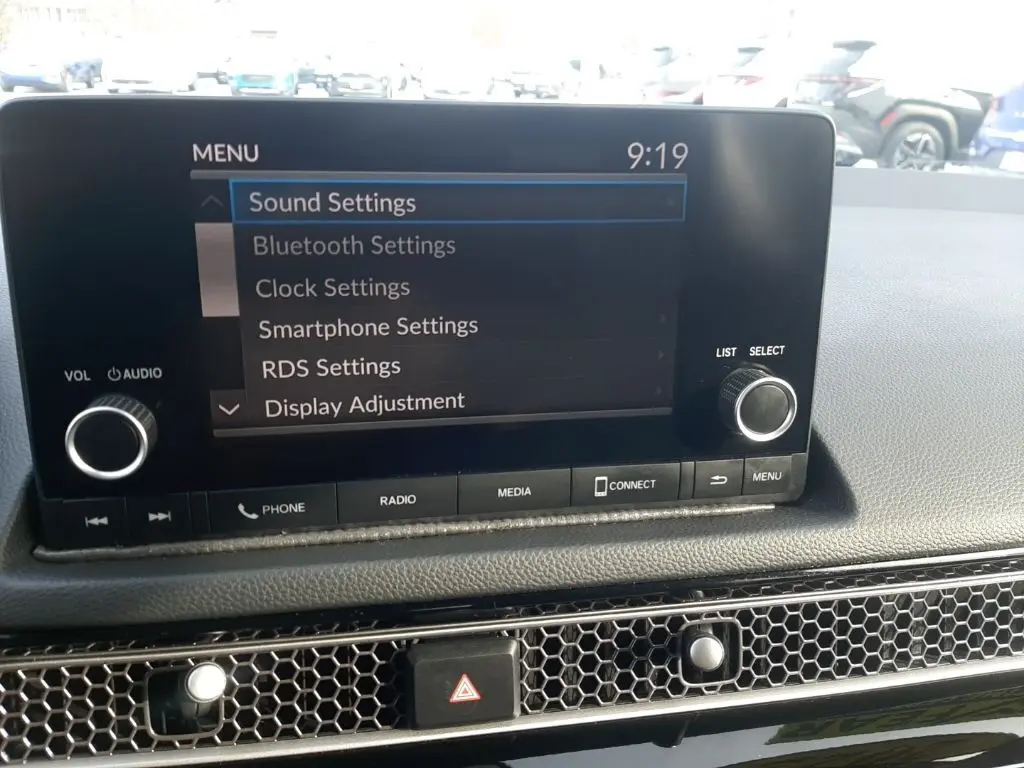 MENU 9:19
Sound Settings
Bluetooth Settings
Clock Settings
Smartphone Settings
RDS Settings
Display Adjustment
VOL AUDIO
LIST SELECT
PHONE
RADIO
MEDIA
CONNECT
MENU